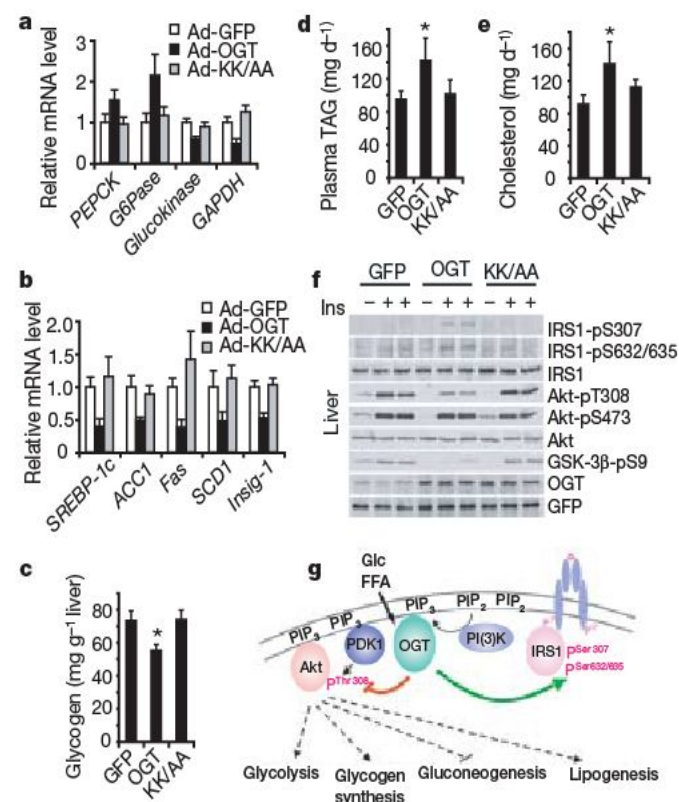 a
Relative mRNA level
3
2
1
0
Ad-GFP
Ad-OGT
Ad-KK/AA
PEPCK
G6Pase
Glucokinase
GAPDH
b
Relative mRNA level
2.0
1.5
1.0
0.5
0
Ad-GFP
Ad-OGT
Ad-KK/AA
SREBP-1c
ACC1
Fas
SCD1
Insig-1
c
Glycogen (mg g⁻¹ liver)
80
60
40
20
0
*
GFP
OGT
KK/AA
d
Plasma TAG (mg d⁻¹)
160
120
80
40
0
*
GFP
OGT
KK/AA
e
Cholesterol (mg d⁻¹)
160
120
80
40
0
*
GFP
OGT
KK/AA
f
GFP OGT KK/AA
Ins − + + − + + − + +
Liver
IRS1-pS307
IRS1-pS632/635
IRS1
Akt-pT308
Akt-pS473
Akt
GSK-3β-pS9
OGT
GFP
g
Glc
FFA
PIP₃ PIP₃ PIP₃ PIP₂ PIP₂
Akt
PDK1
OGT
PI(3)K
IRS1
pThr 308
pSer 307
pSer632/635
Glycolysis
Glycogen
synthesis
Gluconeogenesis
Lipogenesis